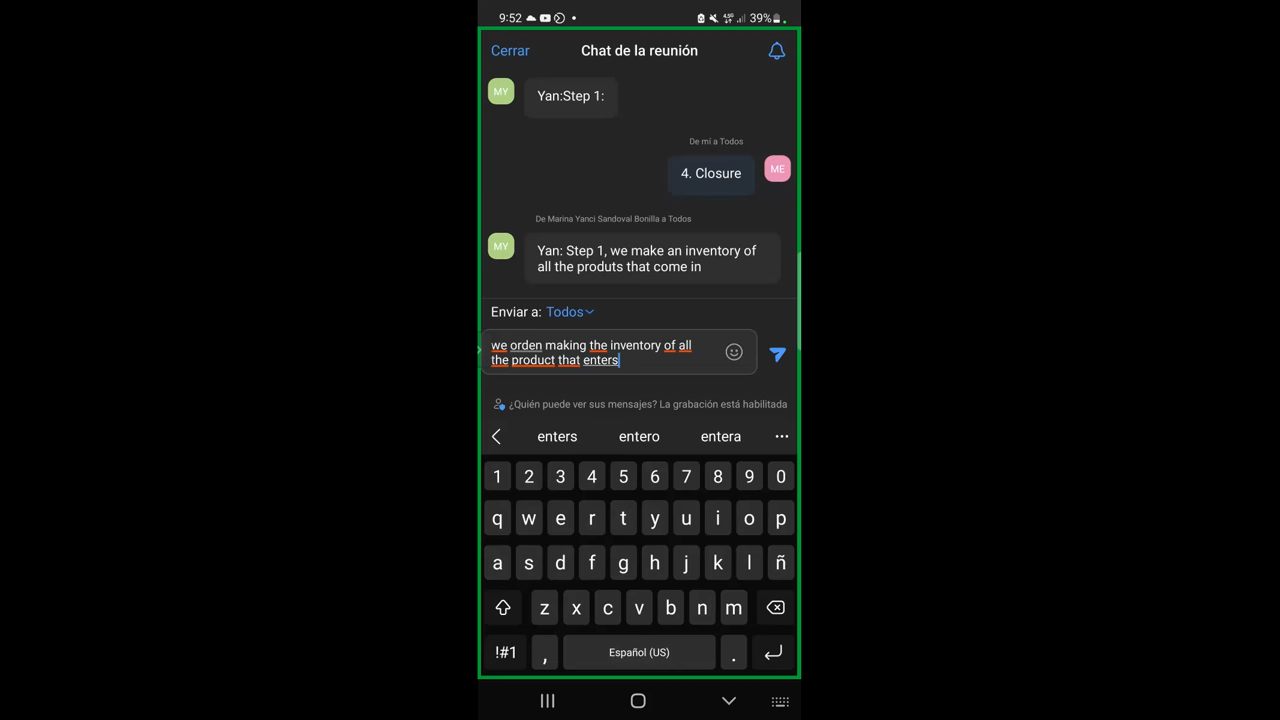 9:52 39%
Cerrar Chat de la reunión
MY Yan:Step 1:
De mí a Todos
4. Closure ME
De Marina Yanci Sandoval Bonilla a Todos
MY Yan: Step 1, we make an inventory of
all the produts that come in
Enviar a: Todos
we orden making the inventory of all
the product that enters
¿Quién puede ver sus mensajes? La grabación está habilitada
enters entero entera
1 2 3 4 5 6 7 8 9 0
q w e r t y u i o p
a s d f g h j k l ñ
z x c v b n m
!#1 , Español (US) .